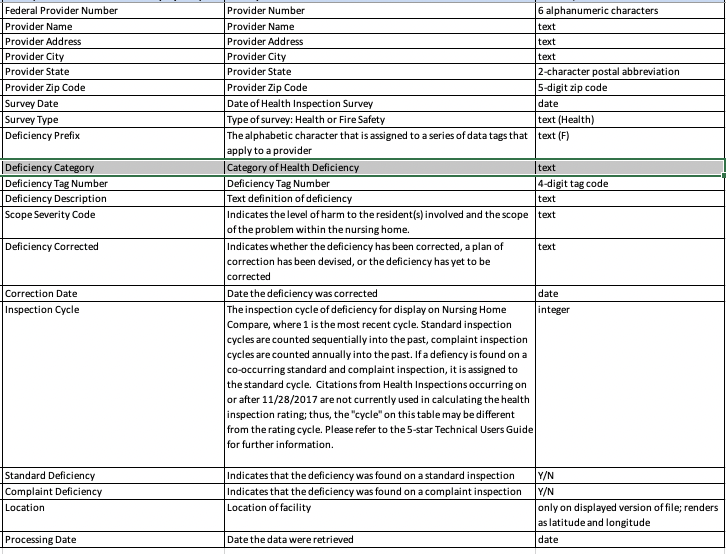 Federal Provider Number Provider Number 6 alphanumeric characters
Provider Name Provider Name text
Provider Address Provider Address text
Provider City Provider City text
Provider State Provider State 2-character postal abbreviation
Provider Zip Code Provider Zip Code 5-digit zip code
Survey Date Date of Health Inspection Survey date
Survey Type Type of survey: Health or Fire Safety text (Health)
Deficiency Prefix The alphabetic character that is assigned to a series of data tags that text (F)
apply to a provider
Deficiency Category Category of Health Deficiency text
Deficiency Tag Number Deficiency Tag Number 4-digit tag code
Deficiency Description Text definition of deficiency text
Scope Severity Code Indicates the level of harm to the resident(s) involved and the scope text
of the problem within the nursing home.
Deficiency Corrected Indicates whether the deficiency has been corrected, a plan of text
correction has been devised, or the deficiency has yet to be
corrected
Correction Date Date the deficiency was corrected date
Inspection Cycle The inspection cycle of deficiency for display on Nursing Home integer
Compare, where 1 is the most recent cycle. Standard inspection
cycles are counted sequentially into the past, complaint inspection
cycles are counted annually into the past. If a defiency is found on a
co-occurring standard and complaint inspection, it is assigned to
the standard cycle. Citations from Health Inspections occurring on
or after 11/28/2017 are not currently used in calculating the health
inspection rating; thus, the "cycle" on this table may be different
from the rating cycle. Please refer to the 5-star Technical Users Guide
for further information.
Standard Deficiency Indicates that the deficiency was found on a standard inspection Y/N
Complaint Deficiency Indicates that the deficiency was found on a complaint inspection Y/N
Location Location of facility only on displayed version of file; renders
as latitude and longitude
Processing Date Date the data were retrieved date